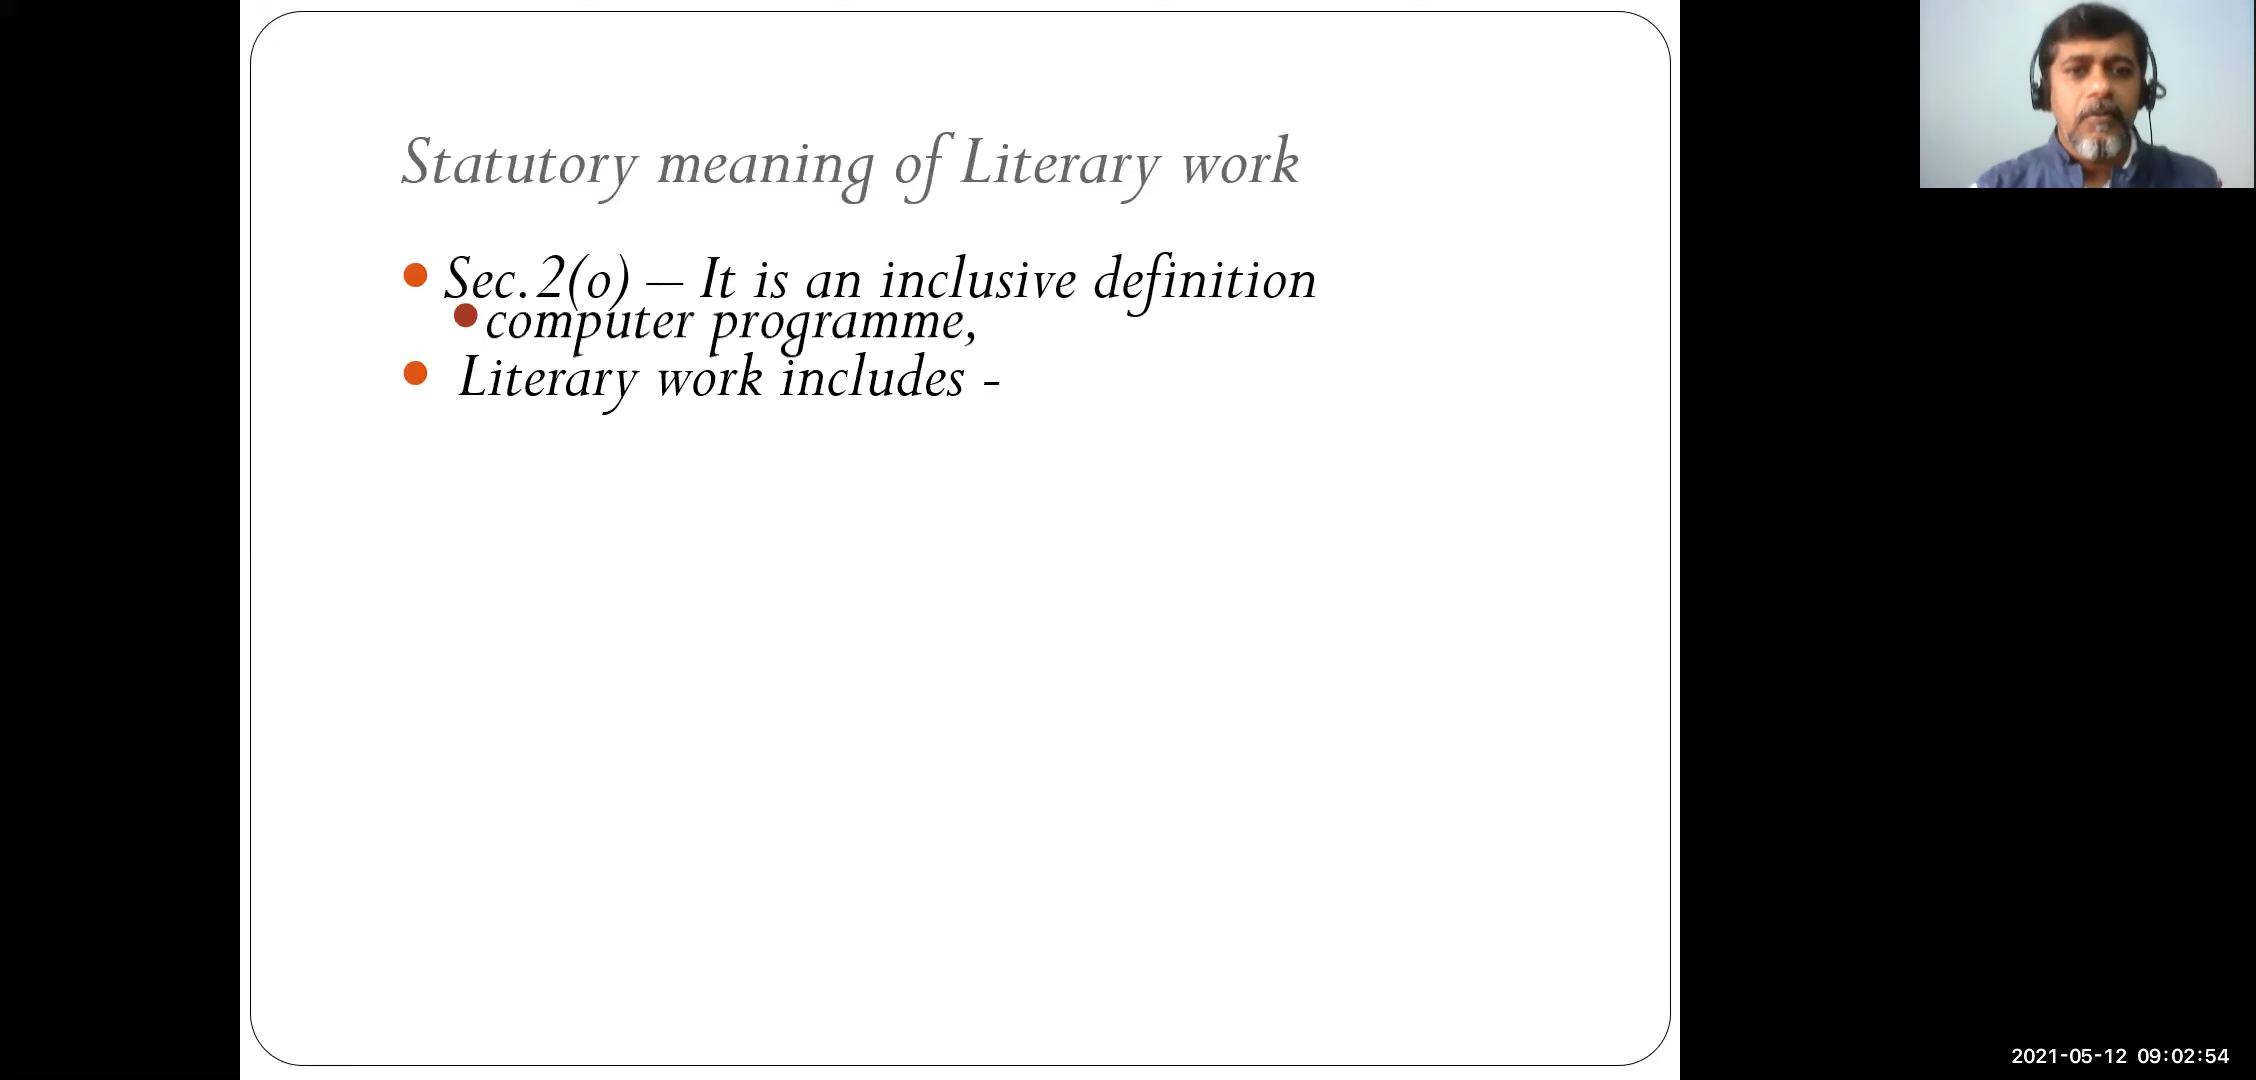 Statutory meaning of Literary work
Sec.2(o) – It is an inclusive definition
computer programme,
Literary work includes -
2021-05-12 09:02:54